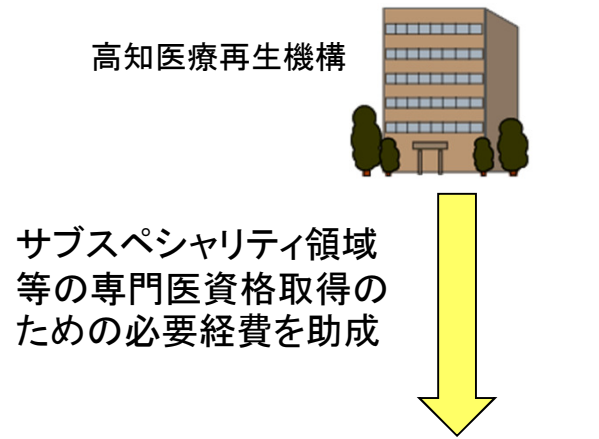 高知医療再生機構
サブスペシャリティ領域
等の専門医資格取得の
ための必要経費を助成